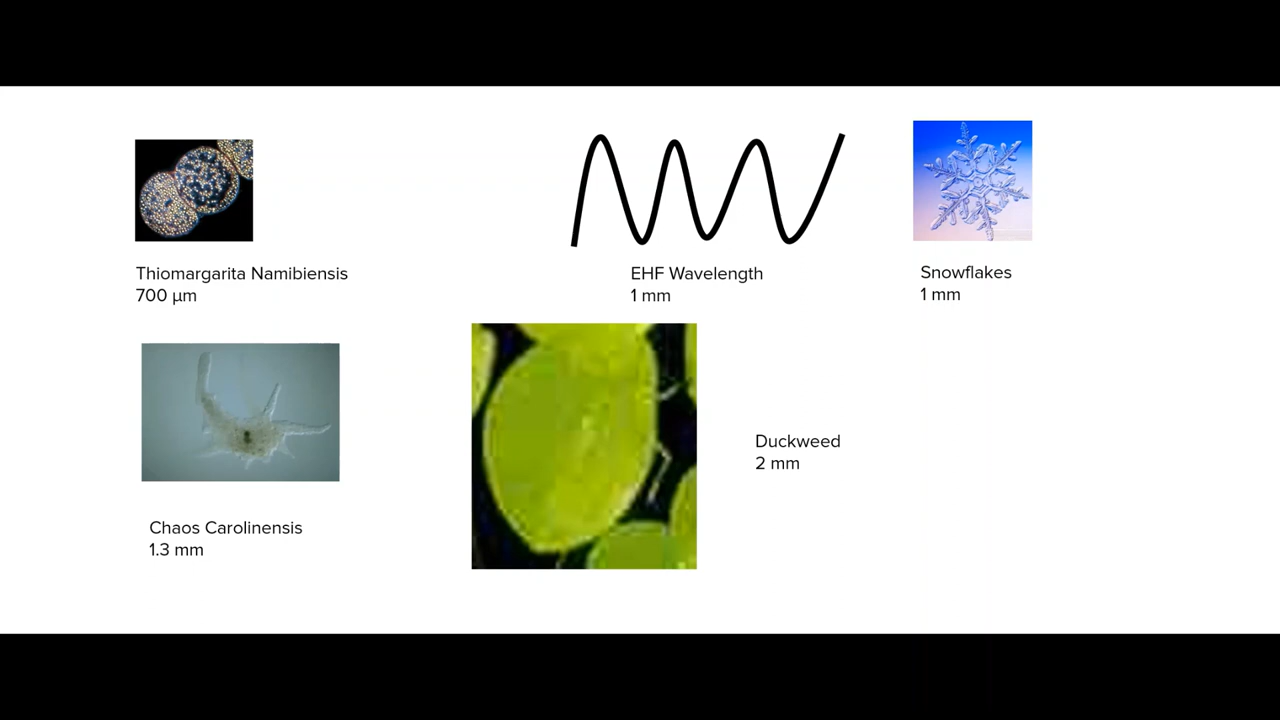 Thiomargarita Namibiensis
700 µm
EHF Wavelength
1 mm
Snowflakes
1 mm
Chaos Carolinensis
1.3 mm
Duckweed
2 mm